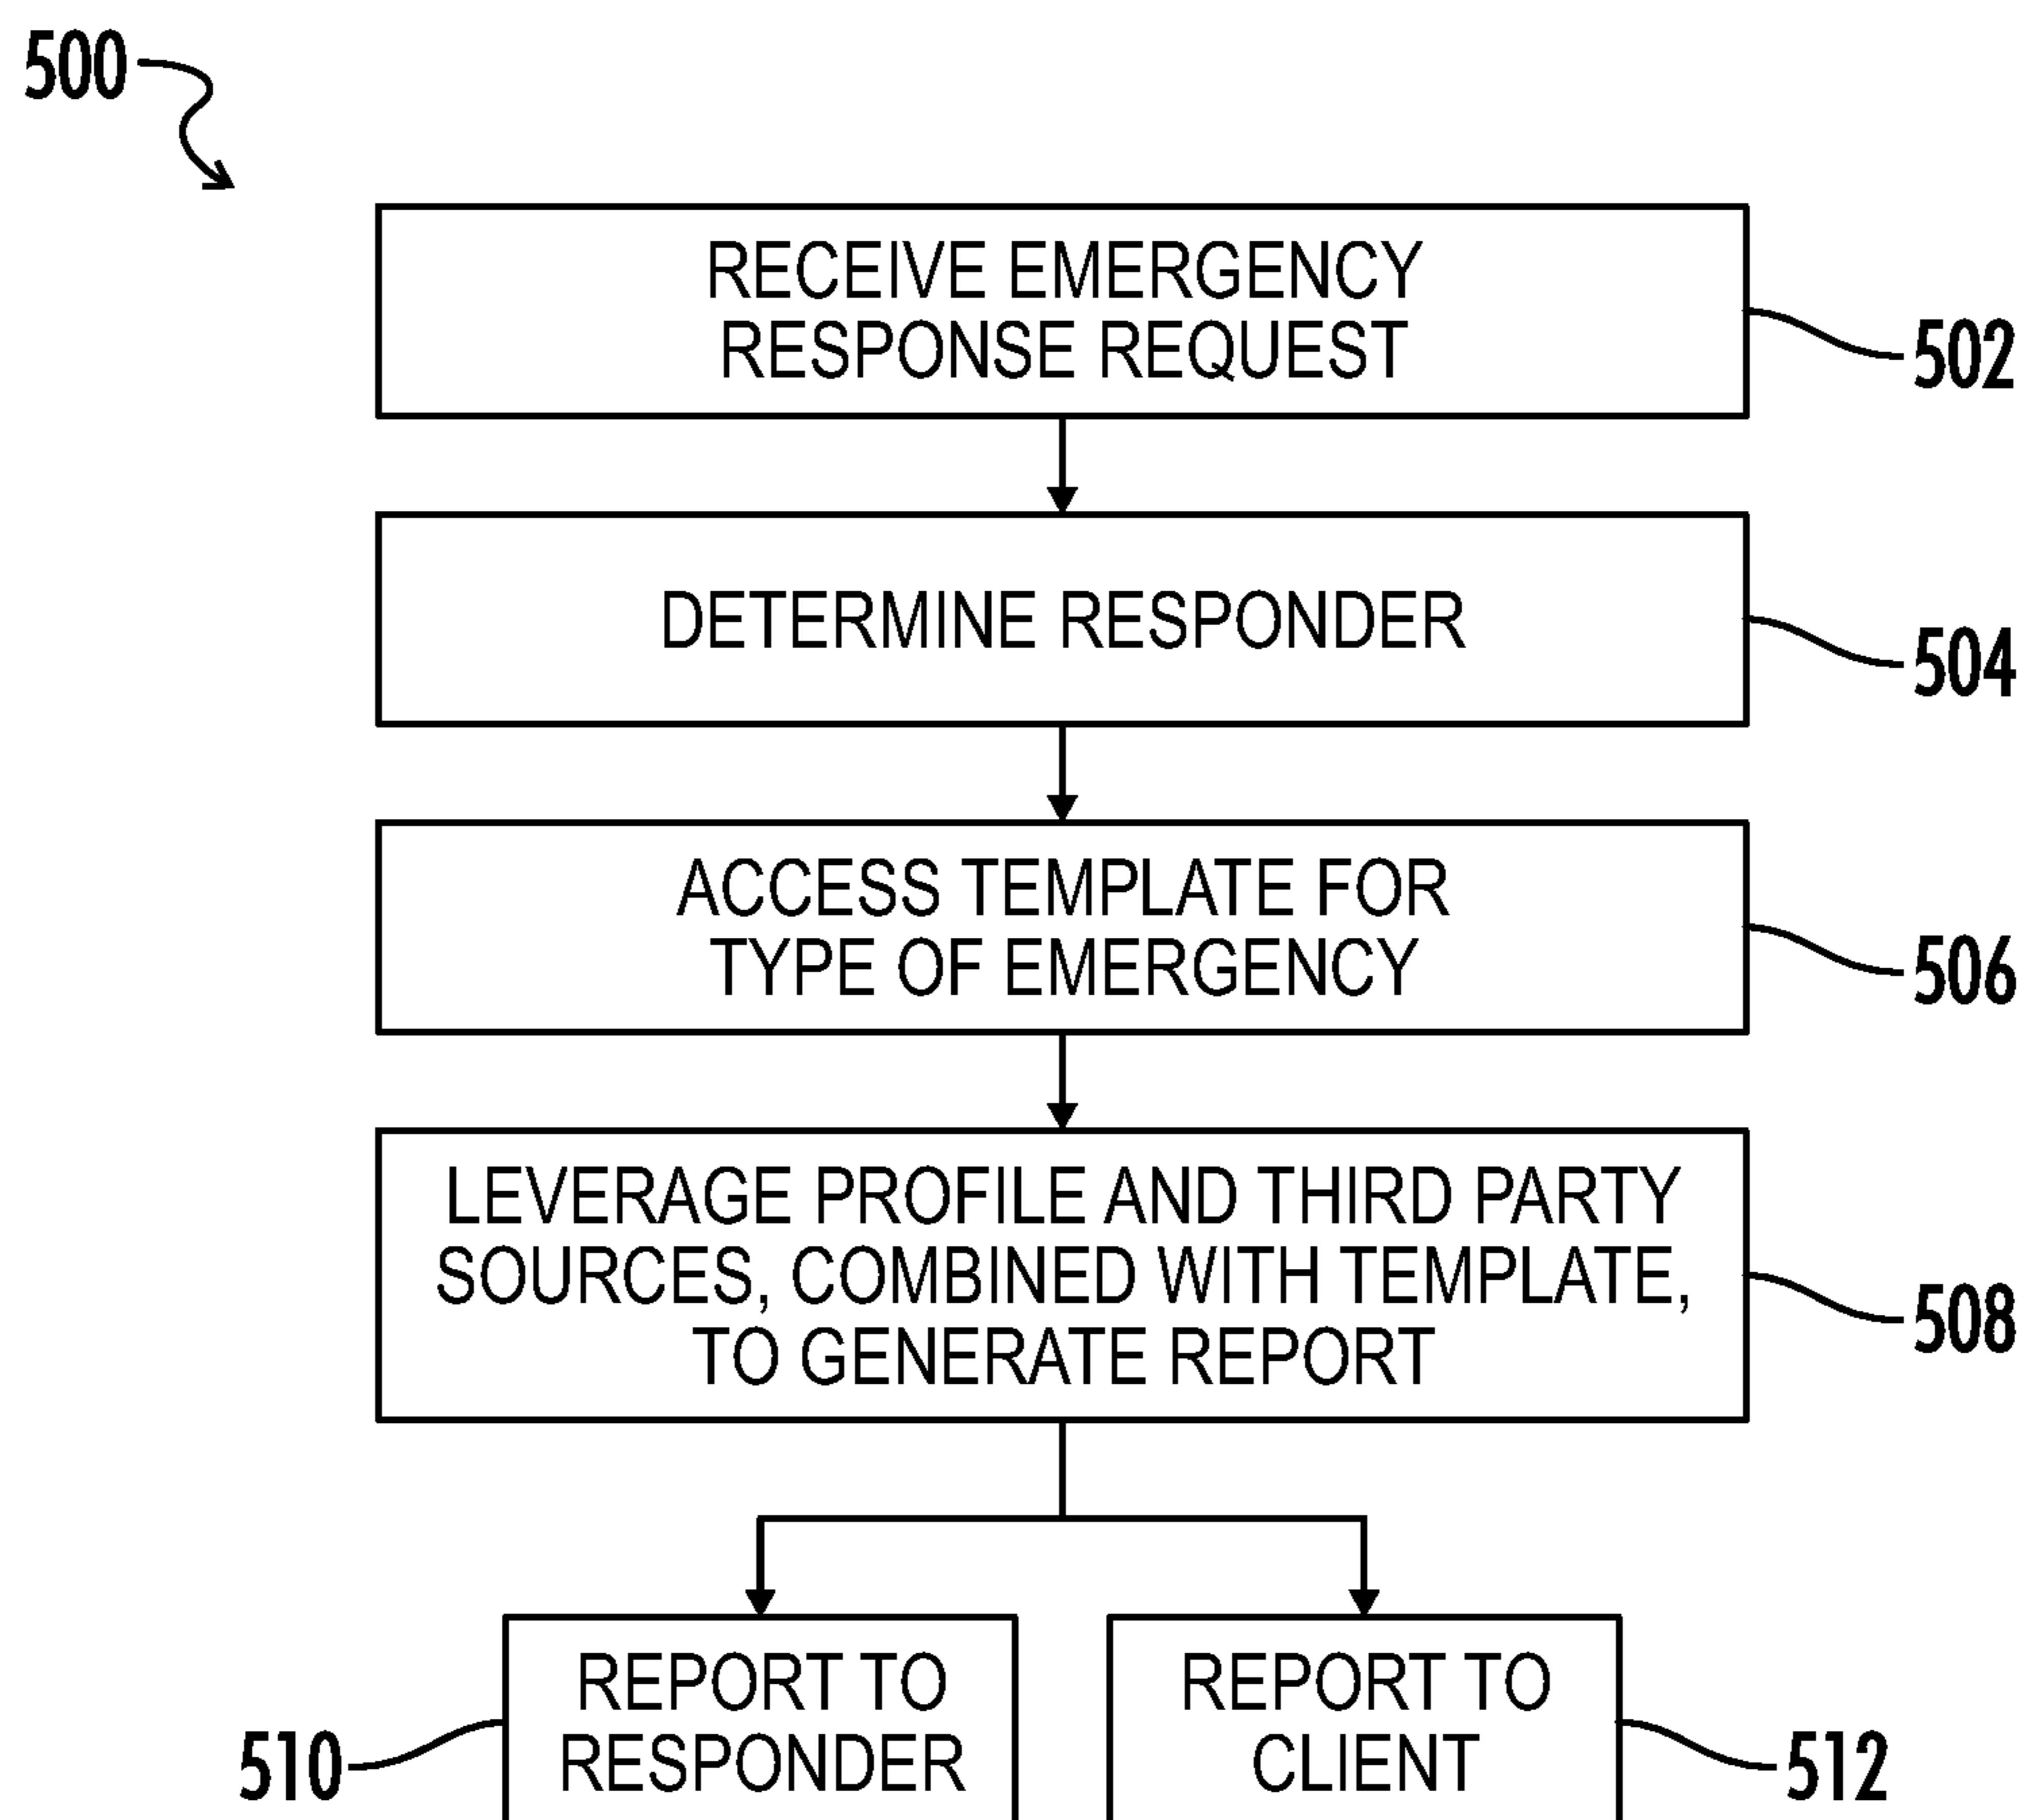 500
RECEIVE EMERGENCY
RESPONSE REQUEST
502
DETERMINE RESPONDER
504
ACCESS TEMPLATE FOR
TYPE OF EMERGENCY
506
LEVERAGE PROFILE AND THIRD PARTY
SOURCES, COMBINED WITH TEMPLATE,
TO GENERATE REPORT
508
REPORT TO
RESPONDER
510
REPORT TO
CLIENT
512